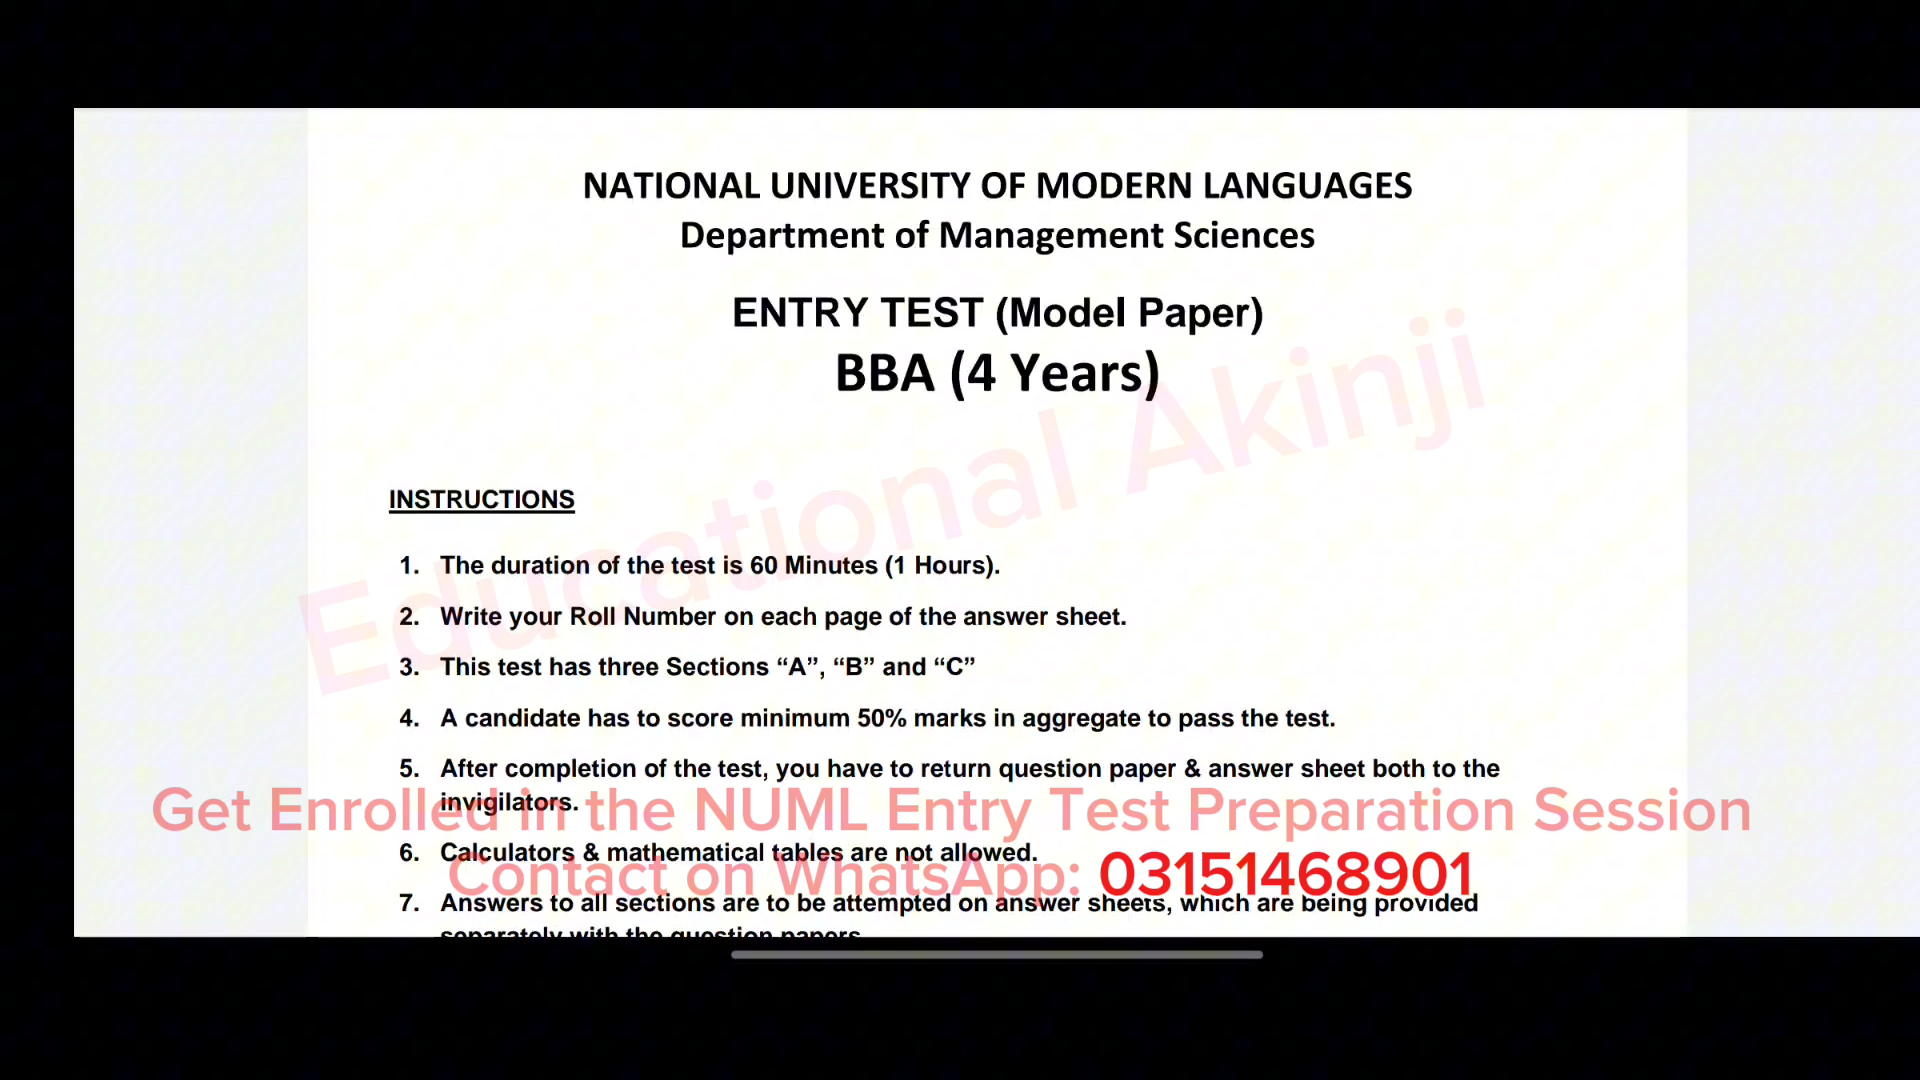 NATIONAL UNIVERSITY OF MODERN LANGUAGES
Department of Management Sciences
ENTRY TEST (Model Paper)
BBA (4 Years)
Educational Akinji
INSTRUCTIONS
1. The duration of the test is 60 Minutes (1 Hours).
2. Write your Roll Number on each page of the answer sheet.
3. This test has three Sections “A”, “B” and “C”
4. A candidate has to score minimum 50% marks in aggregate to pass the test.
5. After completion of the test, you have to return question paper & answer sheet both to the
invigilators.
Get Enrolled in the NUML Entry Test Preparation Session
6. Calculators & mathematical tables are not allowed.
Contact on WhatsApp: 03151468901
7. Answers to all sections are to be attempted on answer sheets, which are being provided
separately with the question papers